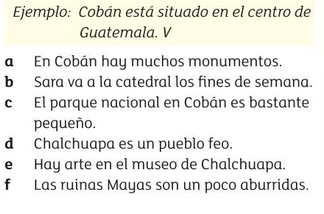 Ejemplo: Cobán está situado en el centro de
Guatemala. V
a En Cobán hay muchos monumentos.
b Sara va a la catedral los fines de semana.
c El parque nacional en Cobán es bastante
pequeño.
d Chalchuapa es un pueblo feo.
e Hay arte en el museo de Chalchuapa.
f Las ruinas Mayas son un poco aburridas.